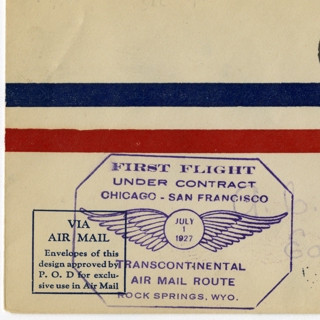 FIRST FLIGHT
UNDER CONTRACT
CHICAGO - SAN FRANCISCO
JULY
1
1927
TRANSCONTINENTAL
AIR MAIL ROUTE
ROCK SPRINGS, WYO.
VIA
AIR MAIL
Envelopes of this
design approved by
P. O. D for exclu-
sive use in Air Mail